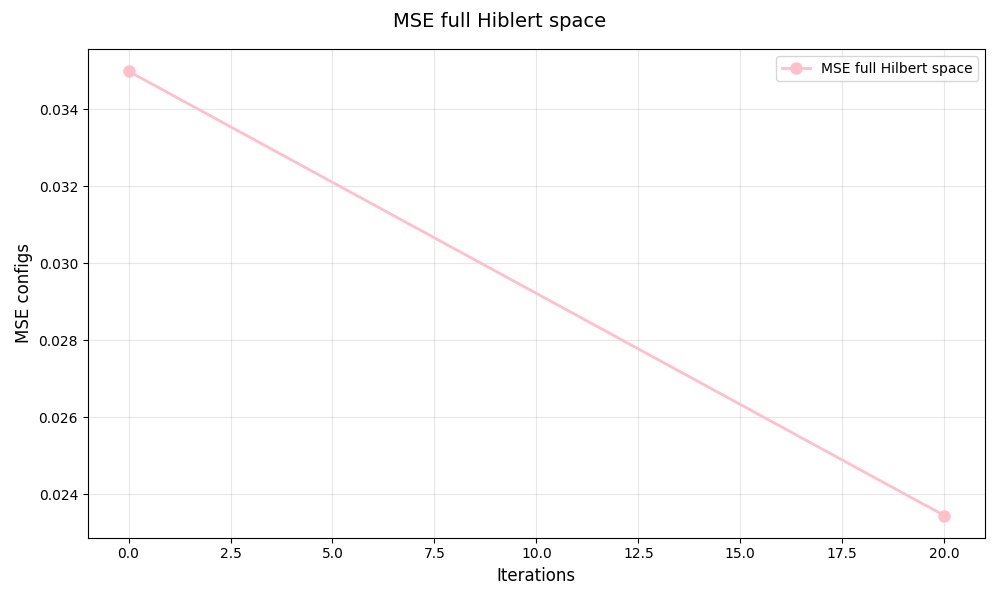 MSE full Hiblert space
MSE full Hilbert space
MSE configs
0.034
0.032
0.030
0.028
0.026
0.024
0.0 2.5 5.0 7.5 10.0 12.5 15.0 17.5 20.0
Iterations